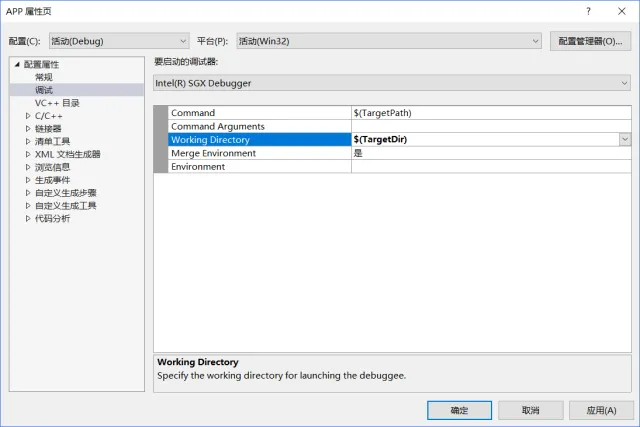 APP 属性页
配置(C): 活动(Debug) 平台(P): 活动(Win32) 配置管理器(O)...
配置属性
常规
调试
VC++ 目录
C/C++
链接器
清单工具
XML 文档生成器
浏览信息
生成事件
自定义生成步骤
自定义生成工具
代码分析
要启动的调试器:
Intel(R) SGX Debugger
Command $(TargetPath)
Command Arguments
Working Directory $(TargetDir)
Merge Environment 是
Environment
Working Directory
Specify the working directory for launching the debuggee.
确定 取消 应用(A)